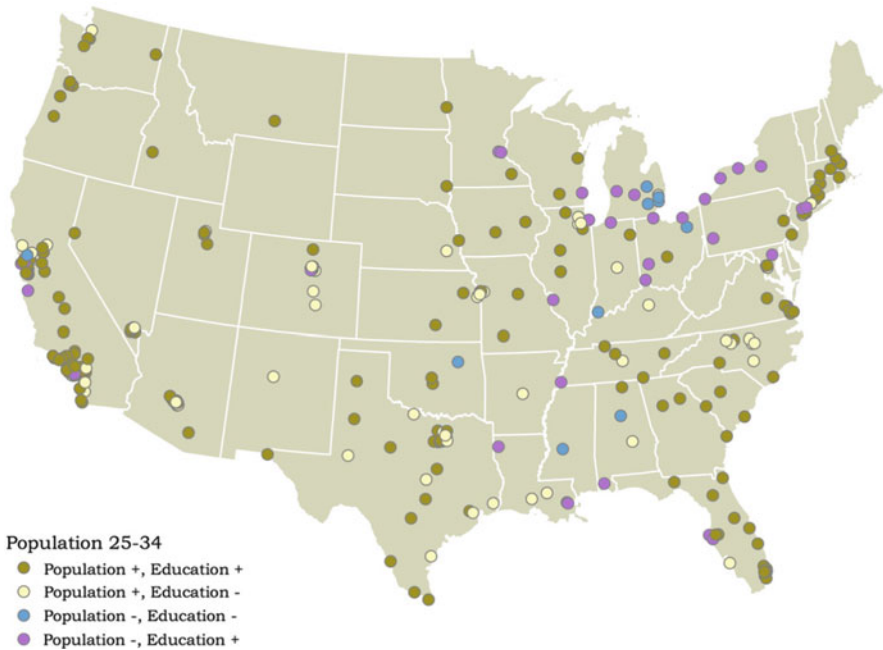 Population 25-34
Population +, Education +
Population +, Education -
Population -, Education -
Population -, Education +